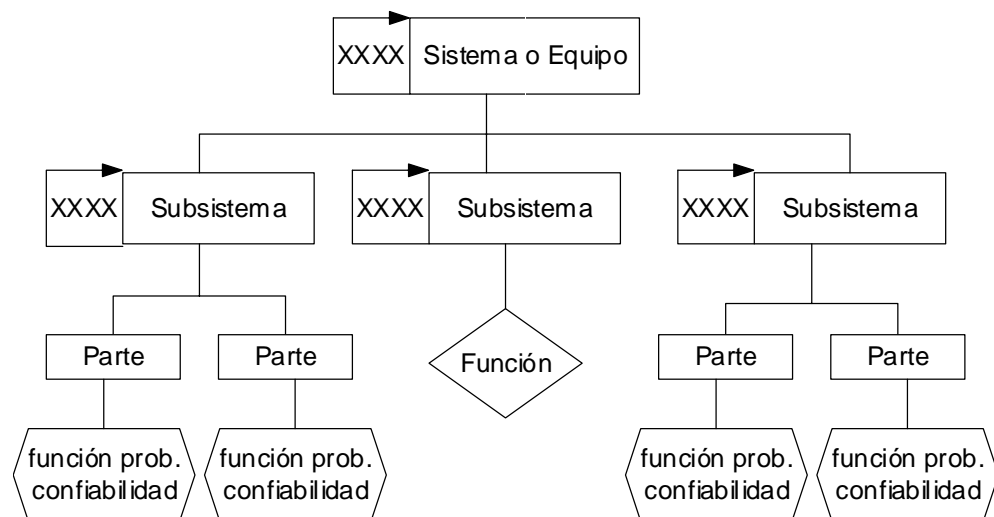 XXXX Sistema o Equipo
XXXX Subsistema
XXXX Subsistema
XXXX Subsistema
Parte
Parte
Función
Parte
Parte
función prob.
confiabilidad
función prob.
confiabilidad
función prob.
confiabilidad
función prob.
confiabilidad